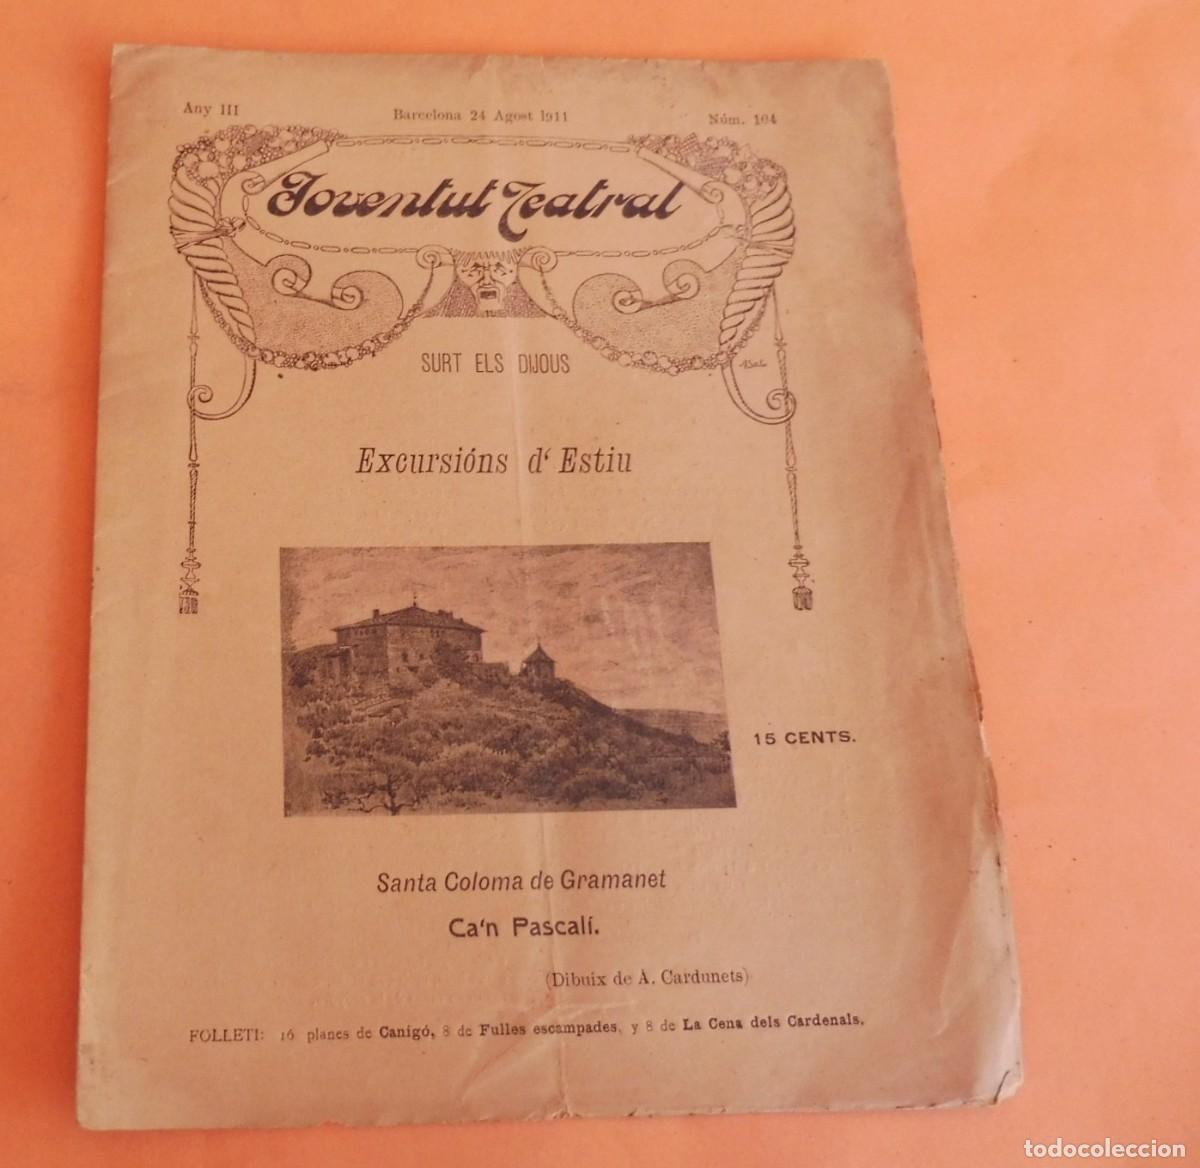 Any III
Barcelona 24 Agost 1911
Núm. 104
Joventut Teatral
SURT ELS DIJOUS
Excursións d' Estiu
15 CENTS.
Santa Coloma de Gramanet
Ca'n Pascalí.
(Dibuix de A. Cardunets)
FOLLETI: 16 planes de Canigó, 8 de Fulles escampades, y 8 de La Cena dels Cardenals.
todocoleccion